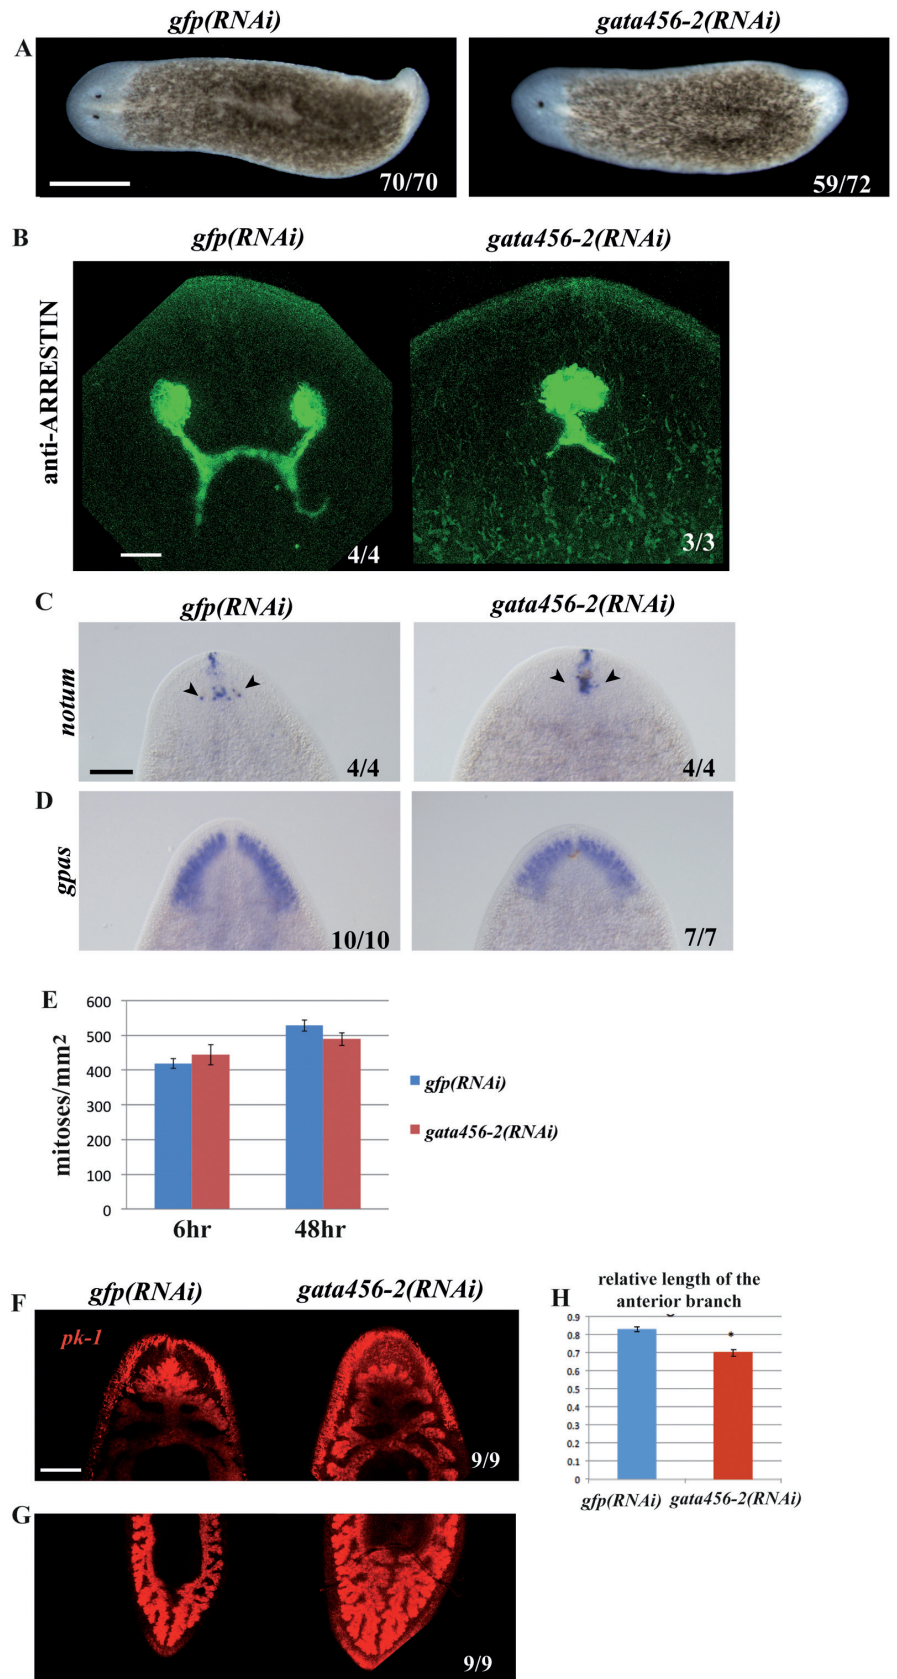 gfp(RNAi) gata456-2(RNAi)
A
70/70 59/72
B gfp(RNAi) gata456-2(RNAi)
anti-ARRESTIN
4/4 3/3
C gfp(RNAi) gata456-2(RNAi)
notum
4/4 4/4
D
gpas
10/10 7/7
E
mitoses/mm2
600
500
400
300
200
100
0
6hr 48hr
gfp(RNAi)
gata456-2(RNAi)
F gfp(RNAi) gata456-2(RNAi)
pk-1
9/9
G
9/9
H relative length of the
anterior branch
0.9
0.8
0.7
0.6
0.5
0.4
0.3
0.2
0.1
0
*
gfp(RNAi) gata456-2(RNAi)